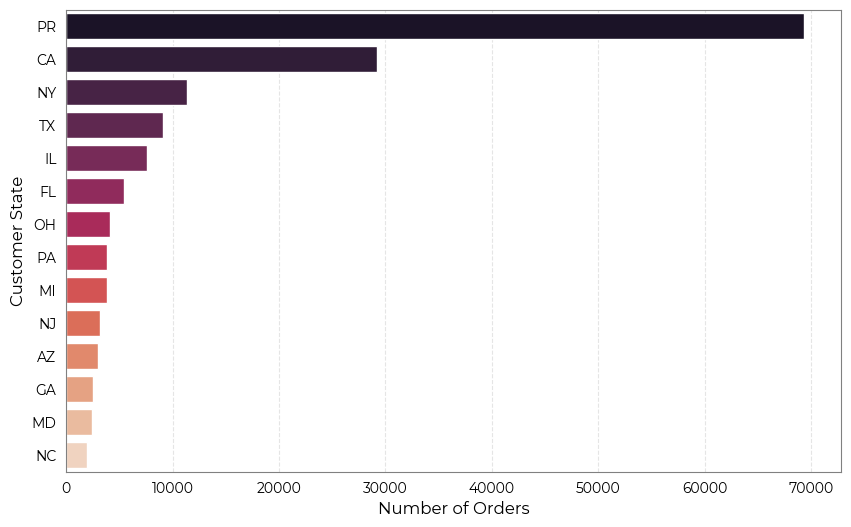 PR
CA
NY
TX
IL
FL
OH
PA
MI
NJ
AZ
GA
MD
NC
Customer State
0 10000 20000 30000 40000 50000 60000 70000
Number of Orders